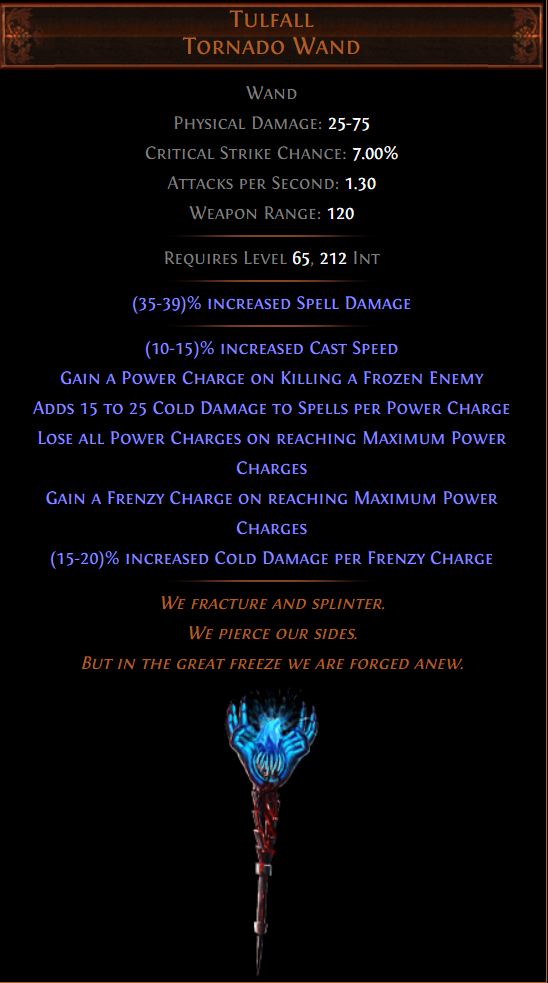 Tulfall
Tornado Wand
Wand
Physical Damage: 25-75
Critical Strike Chance: 7.00%
Attacks per Second: 1.30
Weapon Range: 120
Requires Level 65, 212 Int
(35-39)% increased Spell Damage
(10-15)% increased Cast Speed
Gain a Power Charge on Killing a Frozen Enemy
Adds 15 to 25 Cold Damage to Spells per Power Charge
Lose all Power Charges on reaching Maximum Power
Charges
Gain a Frenzy Charge on reaching Maximum Power
Charges
(15-20)% increased Cold Damage per Frenzy Charge
We fracture and splinter.
We pierce our sides.
But in the great freeze we are forged anew.